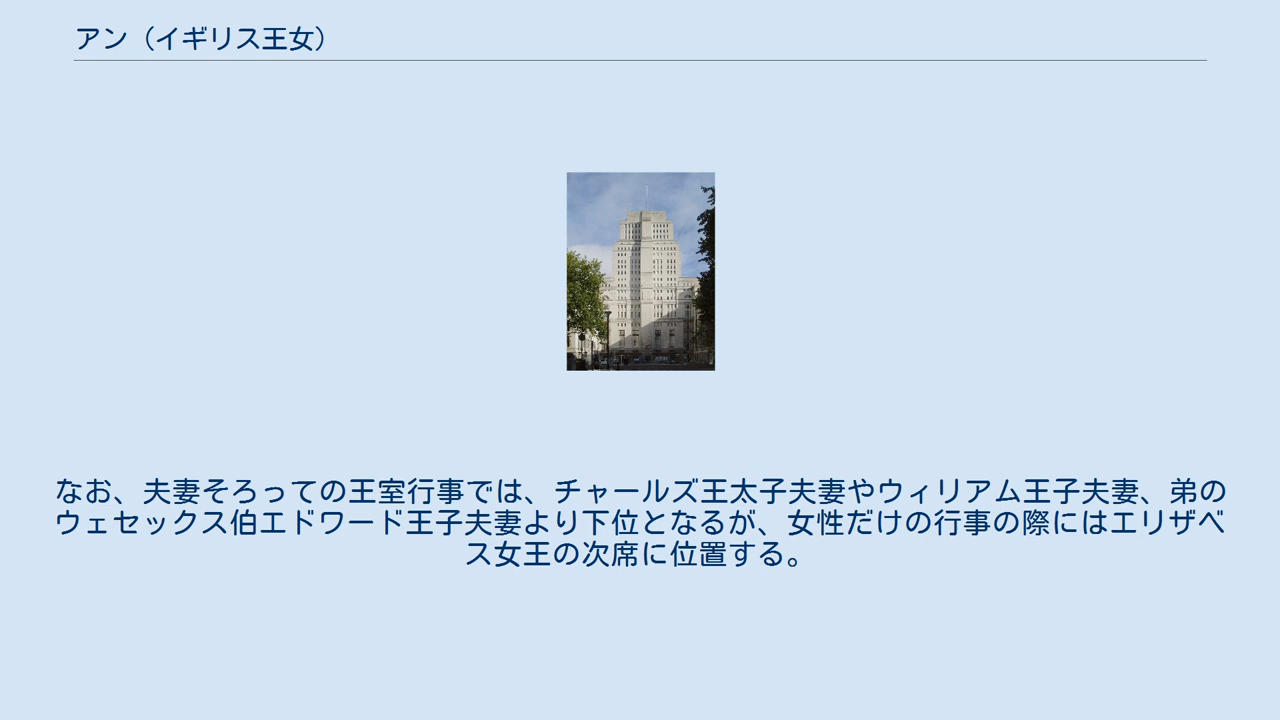 アン（イギリス王女）
なお、夫妻そろっての王室行事では、チャールズ王太子夫妻やウィリアム王子夫妻、弟の
ウェセックス伯エドワード王子夫妻より下位となるが、女性だけの行事の際にはエリザベ
ス女王の次席に位置する。